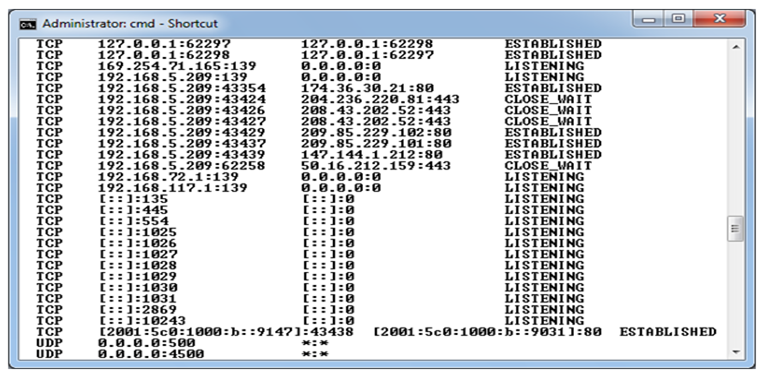 Administrator: cmd - Shortcut
TCP 127.0.0.1:62297 127.0.0.1:62298 ESTABLISHED
TCP 127.0.0.1:62298 127.0.0.1:62297 ESTABLISHED
TCP 169.254.71.165:139 0.0.0.0:0 LISTENING
TCP 192.168.5.209:139 0.0.0.0:0 LISTENING
TCP 192.168.5.209:43354 174.36.30.21:80 ESTABLISHED
TCP 192.168.5.209:43424 204.236.220.81:443 CLOSE_WAIT
TCP 192.168.5.209:43426 208.43.202.52:443 CLOSE_WAIT
TCP 192.168.5.209:43427 208.43.202.52:443 CLOSE_WAIT
TCP 192.168.5.209:43429 209.85.229.102:80 ESTABLISHED
TCP 192.168.5.209:43437 209.85.229.101:80 ESTABLISHED
TCP 192.168.5.209:43439 147.144.1.212:80 ESTABLISHED
TCP 192.168.5.209:62258 50.16.212.159:443 CLOSE_WAIT
TCP 192.168.72.1:139 0.0.0.0:0 LISTENING
TCP 192.168.117.1:139 0.0.0.0:0 LISTENING
TCP [::]:135 [::]:0 LISTENING
TCP [::]:445 [::]:0 LISTENING
TCP [::]:554 [::]:0 LISTENING
TCP [::]:1025 [::]:0 LISTENING
TCP [::]:1026 [::]:0 LISTENING
TCP [::]:1027 [::]:0 LISTENING
TCP [::]:1028 [::]:0 LISTENING
TCP [::]:1029 [::]:0 LISTENING
TCP [::]:1030 [::]:0 LISTENING
TCP [::]:1031 [::]:0 LISTENING
TCP [::]:2869 [::]:0 LISTENING
TCP [::]:10243 [::]:0 LISTENING
TCP [2001:5c0:1000:b::9147]:43438 [2001:5c0:1000:b::9031]:80 ESTABLISHED
UDP 0.0.0.0:500 *:*
UDP 0.0.0.0:4500 *:*